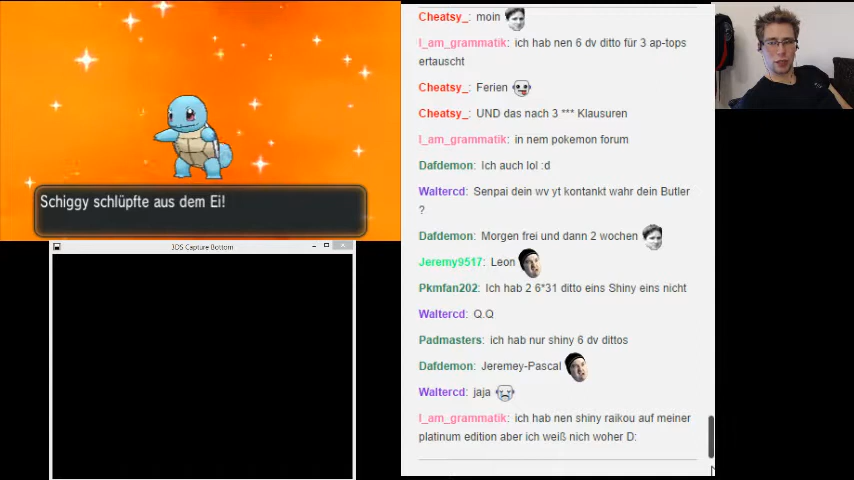 Schiggy schlüpfte aus dem Ei!
3DS Capture Bottom
Cheatsy_: moin
I_am_grammatik: ich hab nen 6 dv ditto für 3 ap-tops
ertauscht
Cheatsy_: Ferien
Cheatsy_: UND das nach 3 *** Klausuren
I_am_grammatik: in nem pokemon forum
Dafdemon: Ich auch lol :d
Waltercd: Senpai dein wv yt kontankt wahr dein Butler
?
Dafdemon: Morgen frei und dann 2 wochen
Jeremy9517: Leon
Pkmfan202: Ich hab 2 6*31 ditto eins Shiny eins nicht
Waltercd: Q.Q
Padmasters: ich hab nur shiny 6 dv dittos
Dafdemon: Jeremey-Pascal
Waltercd: jaja
I_am_grammatik: ich hab nen shiny raikou auf meiner
platinum edition aber ich weiß nich woher D: